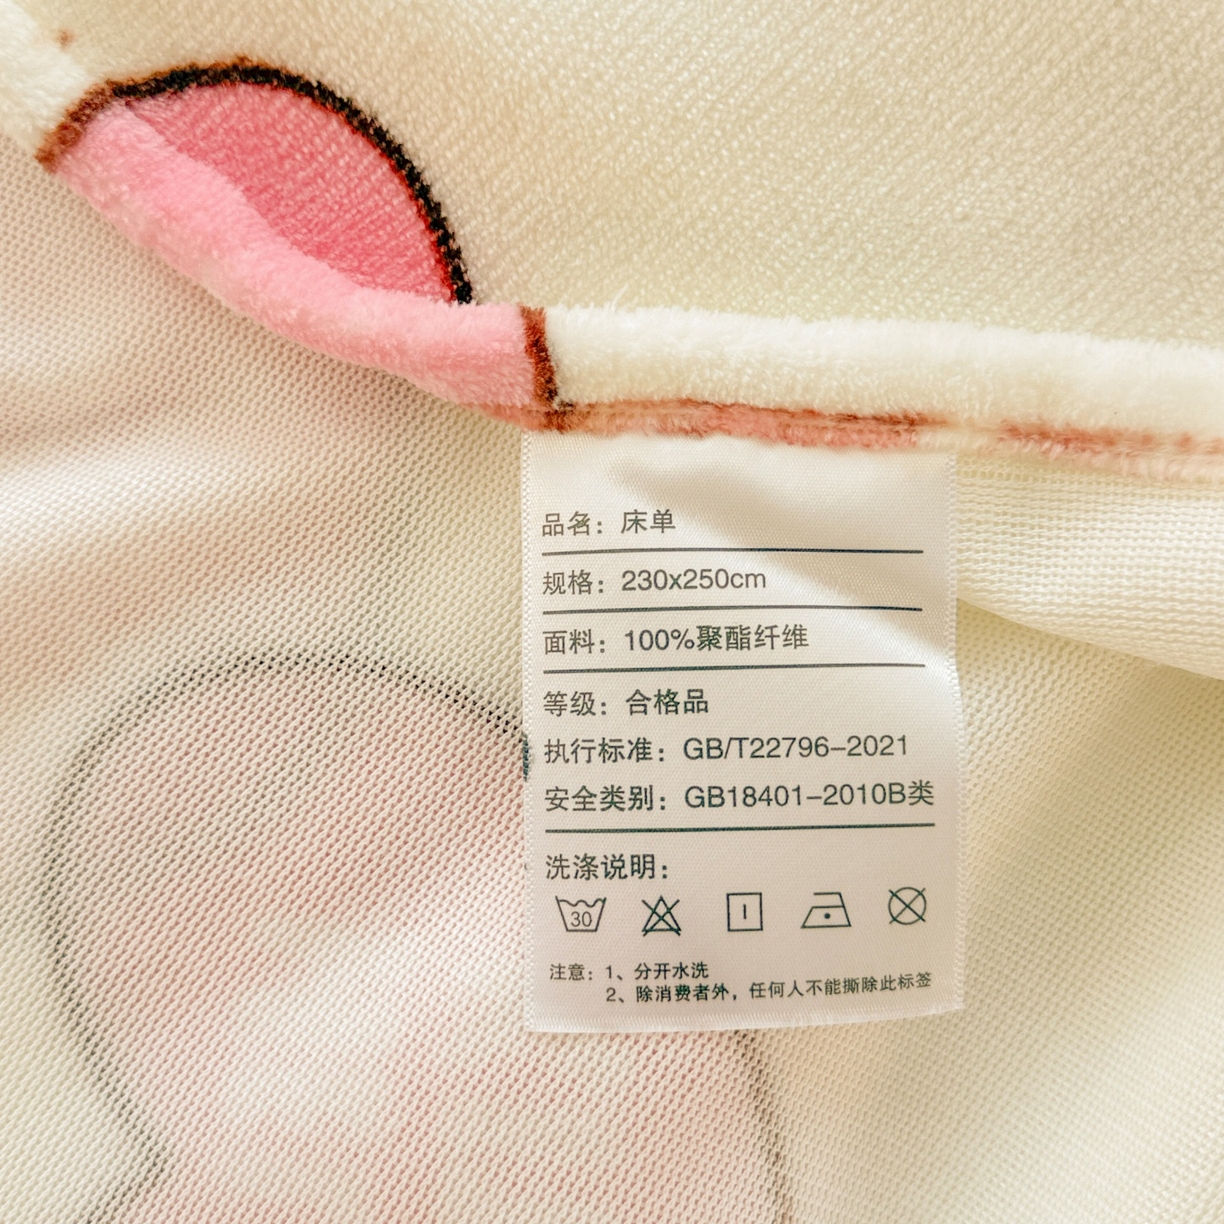 品名：床单
规格：230x250cm
面料：100%聚酯纤维
等级：合格品
执行标准：GB/T22796-2021
安全类别：GB18401-2010B类
洗涤说明：
30
注意：1、分开水洗
2、除消费者外，任何人不能撕除此标签